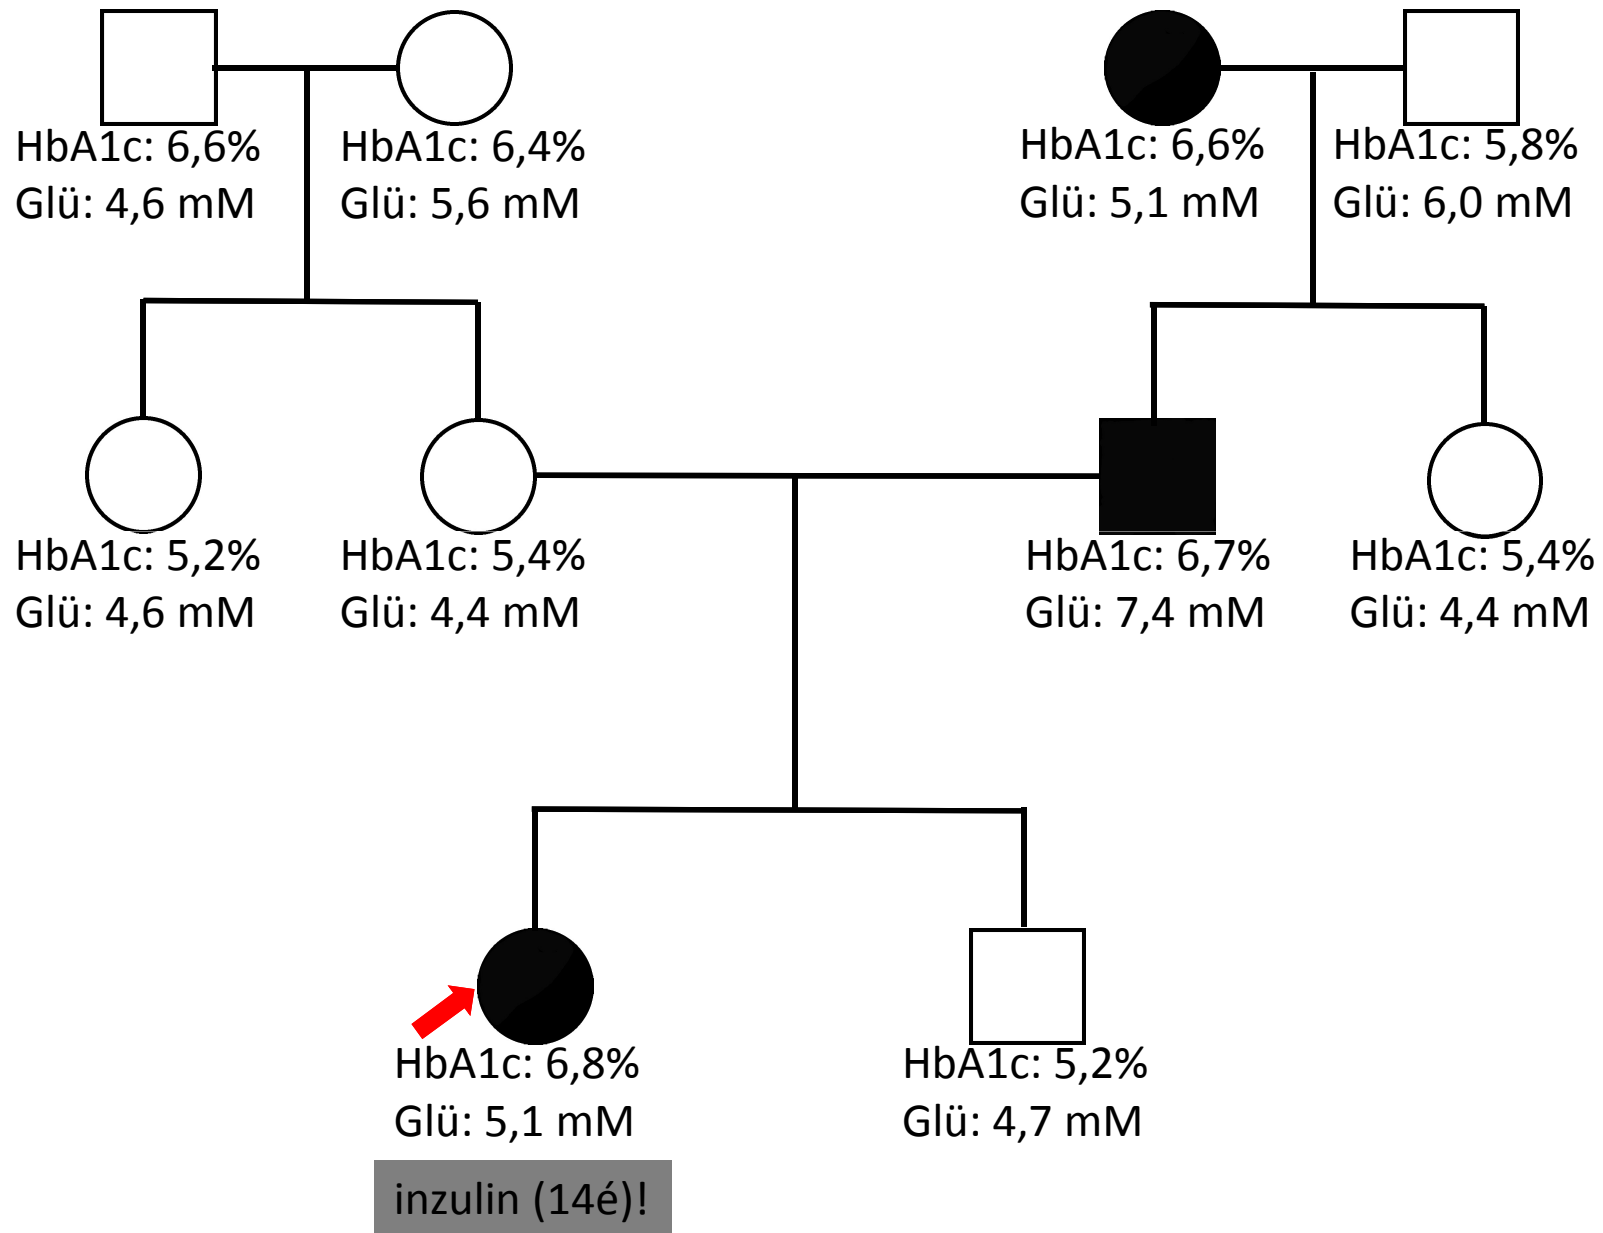 HbA1c: 6,6%
Glü: 4,6 mM
HbA1c: 6,4%
Glü: 5,6 mM
HbA1c: 6,6%
Glü: 5,1 mM
HbA1c: 5,8%
Glü: 6,0 mM
HbA1c: 5,2%
Glü: 4,6 mM
HbA1c: 5,4%
Glü: 4,4 mM
HbA1c: 6,7%
Glü: 7,4 mM
HbA1c: 5,4%
Glü: 4,4 mM
HbA1c: 6,8%
Glü: 5,1 mM
inzulin (14é)!
HbA1c: 5,2%
Glü: 4,7 mM